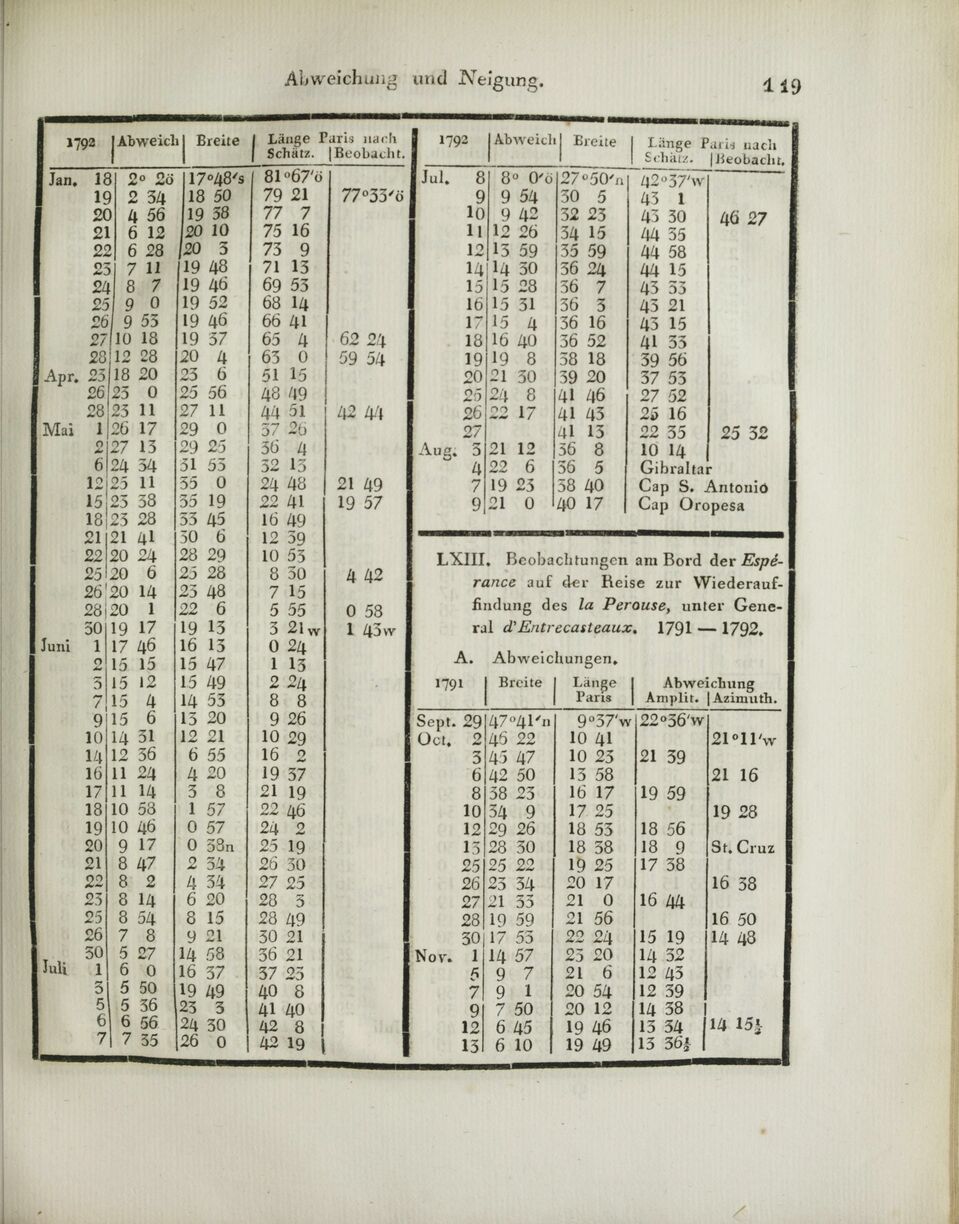 Abweichung und Neigung. 119
1792 | Abweich | Breite | Länge Paris nach
Schätz. | Beobacht.
Jan. 18 2° 2ö 17°48's 81°67'ö
19 2 34 18 50 79 21 77°33'ö
20 4 56 19 38 77 7
21 6 12 20 10 75 16
22 6 28 20 3 73 9
23 7 11 19 48 71 13
24 8 7 19 46 69 53
25 9 0 19 52 68 14
26 9 53 19 46 66 41
27 10 18 19 37 65 4 62 24
28 12 28 20 4 63 0 59 54
Apr. 23 18 20 23 6 51 15
26 23 0 25 56 48 49
28 23 11 27 11 44 51 42 44
Mai 1 26 17 29 0 37 26
2 27 13 29 25 36 4
6 24 34 31 53 32 13
12 25 11 35 0 24 48 21 49
15 23 38 35 19 22 41 19 57
18 23 28 33 45 16 49
21 21 41 30 6 12 39
22 20 24 28 29 10 53
25 20 6 25 28 8 30 4 42
26 20 14 23 48 7 15
28 20 1 22 6 5 55 0 58
30 19 17 19 13 3 21w 1 43w
Juni 1 17 46 16 13 0 24
2 15 15 15 47 1 13
3 15 12 15 49 2 24
7 15 4 14 53 8 8
9 15 6 13 20 9 26
10 14 31 12 21 10 29
14 12 36 6 55 16 2
16 11 24 4 20 19 37
17 11 14 3 8 21 19
18 10 58 1 57 22 46
19 10 46 0 57 24 2
20 9 17 0 38n 25 19
21 8 47 2 34 26 30
22 8 2 4 34 27 25
23 8 14 6 20 28 3
25 8 54 8 15 28 49
26 7 8 9 21 30 21
30 5 27 14 58 36 21
Juli 1 6 0 16 37 37 23
3 5 50 19 49 40 8
5 5 36 23 3 41 40
6 6 56 24 30 42 8
7 7 35 26 0 42 19
1792 | Abweich | Breite | Länge Paris nach
Schätz. | Beobacht.
Jul. 8 8° 0'ö 27°50'n 42°37'w
9 9 54 30 5 43 1
10 9 42 32 23 43 30 46 27
11 12 26 34 15 44 35
12 13 59 35 59 44 58
14 14 30 36 24 44 15
15 15 28 36 7 43 33
16 15 31 36 3 43 21
17 15 4 36 16 43 15
18 16 40 36 52 41 33
19 19 8 38 18 39 56
20 21 30 39 20 37 53
25 24 8 41 46 27 52
26 22 17 41 43 25 16
27 41 13 22 35 25 32
Aug. 3 21 12 36 8 10 14
4 22 6 36 5 Gibraltar
7 19 23 38 40 Cap S. Antonio
9 21 0 40 17 Cap Oropesa
LXIII. Beobachtungen am Bord der Espé-
rance auf der Reise zur Wiederauf-
findung des la Perouse, unter Gene-
ral d'Entrecasteaux. 1791 — 1792.
A. Abweichungen.
1791 | Breite | Länge | Abweichung
Paris | Amplit. | Azimuth.
Sept. 29 47°41'n 9°37'w 22°36'w
Oct. 2 46 22 10 41 21°11'w
3 45 47 10 23 21 39
6 42 50 13 58 21 16
8 38 23 16 17 19 59
10 34 9 17 25 19 28
12 29 26 18 53 18 56
13 28 30 18 38 18 9 St. Cruz
25 25 22 19 25 17 38
26 23 34 20 17 16 38
27 21 33 21 0 16 44
28 19 59 21 56 16 50
30 17 53 22 24 15 19 14 48
Nov. 1 14 57 23 20 14 32
5 9 7 21 6 12 43
7 9 1 20 54 12 39
9 7 50 20 12 14 38
12 6 45 19 46 13 34 14 15½
13 6 10 19 49 13 36½